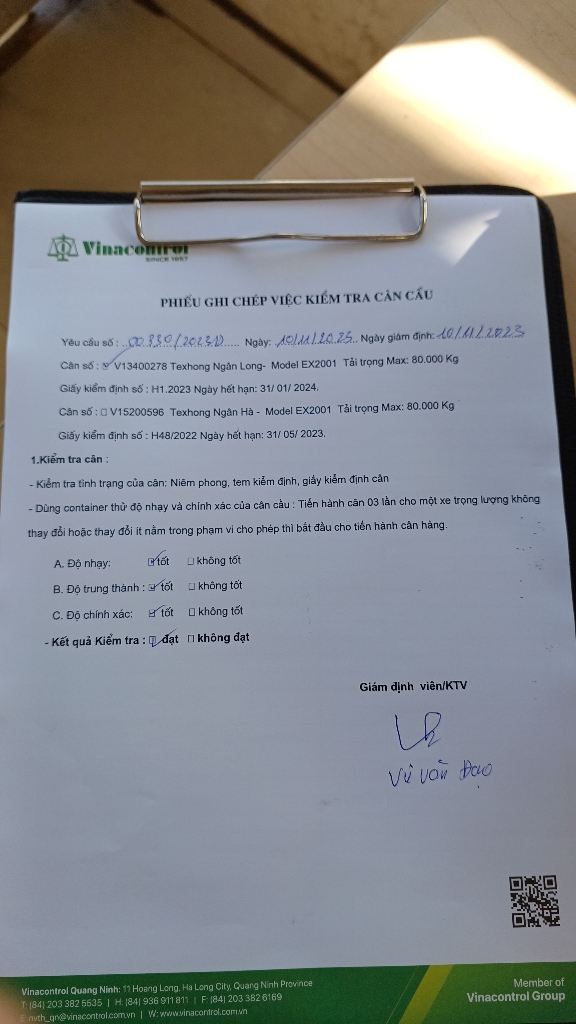 Vinacontrol
SINCE 1957
PHIẾU GHI CHÉP VIỆC KIỂM TRA CÂN CẨU
Yêu cầu số : 00330/2023D Ngày: 10/11/2023 Ngày giám định: 10/11/2023
Cân số : ☑ V13400278 Texhong Ngân Long- Model EX2001 Tải trọng Max: 80.000 Kg
Giấy kiểm định số : H1.2023 Ngày hết hạn: 31/ 01/ 2024.
Cân số : ☐ V15200596 Texhong Ngân Hà - Model EX2001 Tải trọng Max: 80.000 Kg
Giấy kiểm định số : H48/2022 Ngày hết hạn: 31/ 05/ 2023.
1.Kiểm tra cân :
- Kiểm tra tình trạng của cân: Niêm phong, tem kiểm định, giấy kiểm định cân
- Dùng container thử độ nhạy và chính xác của cân cẩu : Tiến hành cân 03 lần cho một xe trọng lượng không
thay đổi hoặc thay đổi ít nằm trong phạm vi cho phép thì bắt đầu cho tiến hành cân hàng.
A. Độ nhạy: ☑ tốt ☐ không tốt
B. Độ trung thành : ☑ tốt ☐ không tốt
C. Độ chính xác: ☑ tốt ☐ không tốt
- Kết quả Kiểm tra : ☑ đạt ☐ không đạt
Giám định viên/KTV
Vũ Văn Đạo
Vinacontrol Quang Ninh: 11 Hoang Long, Ha Long City, Quang Ninh Province
T: (84) 203 382 5535 | H: (84) 936 911 811 | F: (84) 203 382 6169
E: nvth_qn@vinacontrol.com.vn | W: www.vinacontrol.com.vn
Member of
Vinacontrol Group